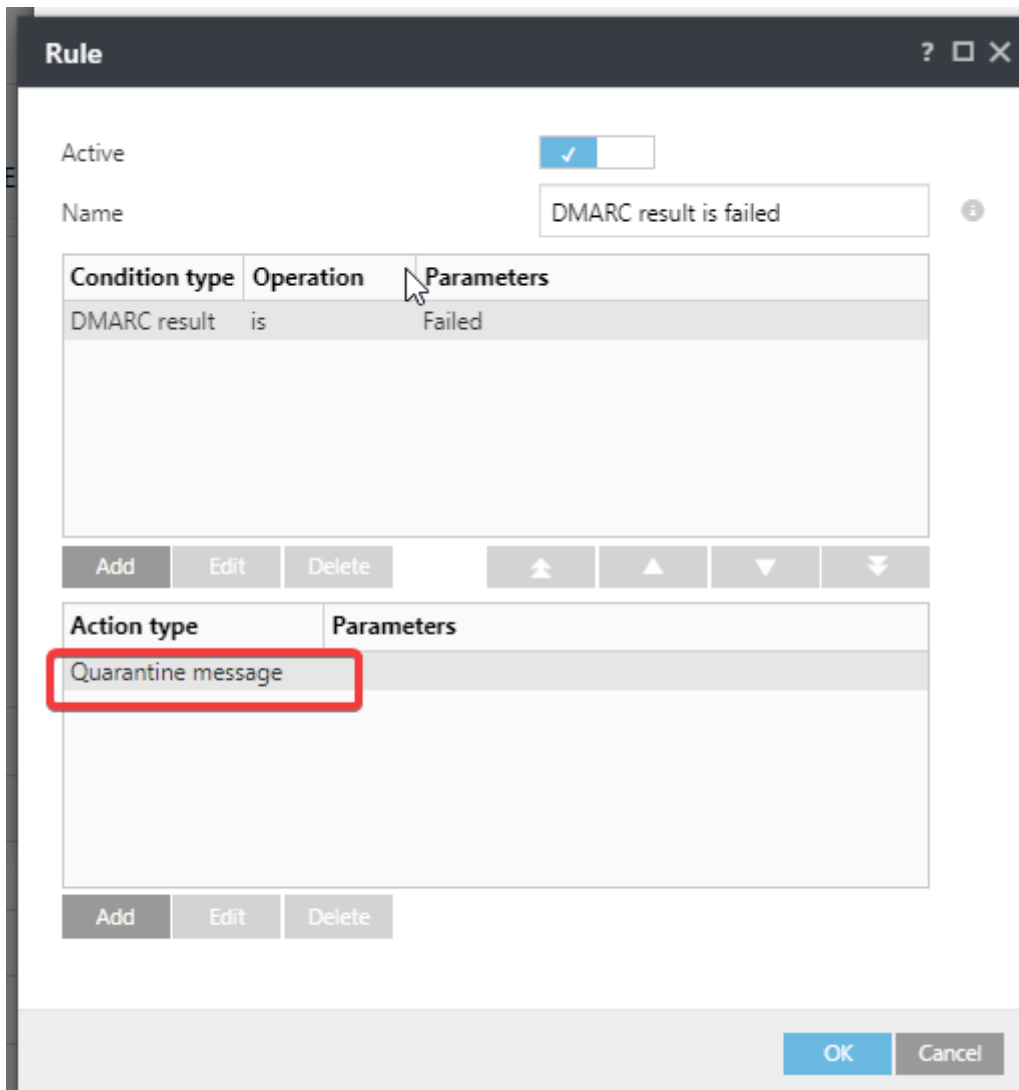 Rule ?
Active
Name DMARC result is failed
Condition type Operation Parameters
DMARC result is Failed
Add Edit Delete
Action type Parameters
Quarantine message
Add Edit Delete
OK Cancel